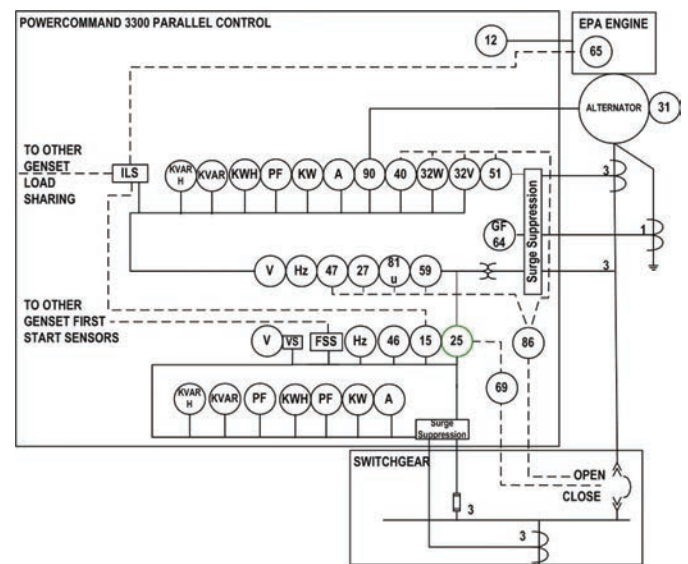 POWERCOMMAND 3300 PARALLEL CONTROL
EPA ENGINE
12
65
ALTERNATOR
31
TO OTHER
GENSET
LOAD
SHARING
ILS
KVAR
H
KVAR
KWH
PF
KW
A
90
40
32W
32V
51
3
Surge Suppression
GF
64
1
V
Hz
47
27
81
u
59
3
TO OTHER
GENSET FIRST
START SENSORS
V
VS
FSS
Hz
46
15
25
86
69
KVAR
H
KVAR
PF
KWH
PF
KW
A
Surge
Suppression
SWITCHGEAR
OPEN
CLOSE
3
3